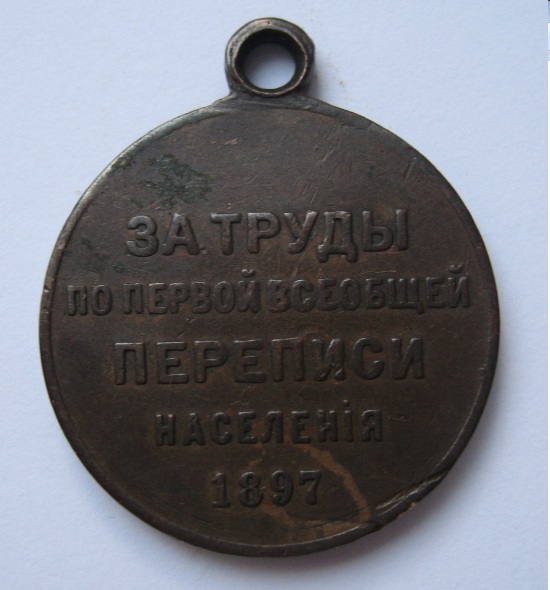 ЗА ТРУДЫ
ПО ПЕРВОЙ ВСЕОБЩЕЙ
ПЕРЕПИСИ
НАСЕЛЕНІЯ
1897